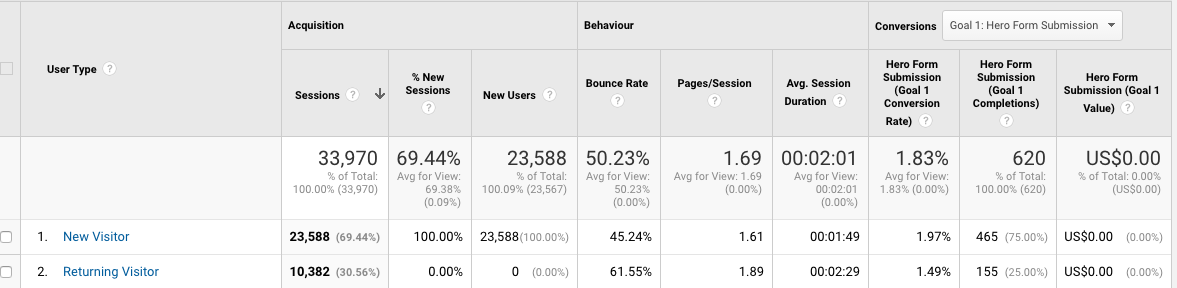 Acquisition Behaviour Conversions Goal 1: Hero Form Submission
User Type ?
Sessions ?
% New Sessions ?
New Users ?
Bounce Rate ?
Pages/Session ?
Avg. Session Duration ?
Hero Form Submission (Goal 1 Conversion Rate) ?
Hero Form Submission (Goal 1 Completions) ?
Hero Form Submission (Goal 1 Value) ?
33,970 % of Total: 100.00% (33,970)
69.44% Avg for View: 69.38% (0.09%)
23,588 % of Total: 100.09% (23,567)
50.23% Avg for View: 50.23% (0.00%)
1.69 Avg for View: 1.69 (0.00%)
00:02:01 Avg for View: 00:02:01 (0.00%)
1.83% Avg for View: 1.83% (0.00%)
620 % of Total: 100.00% (620)
US$0.00 % of Total: 0.00% (US$0.00)
1. New Visitor 23,588 (69.44%) 100.00% 23,588(100.00%) 45.24% 1.61 00:01:49 1.97% 465 (75.00%) US$0.00 (0.00%)
2. Returning Visitor 10,382 (30.56%) 0.00% 0 (0.00%) 61.55% 1.89 00:02:29 1.49% 155 (25.00%) US$0.00 (0.00%)